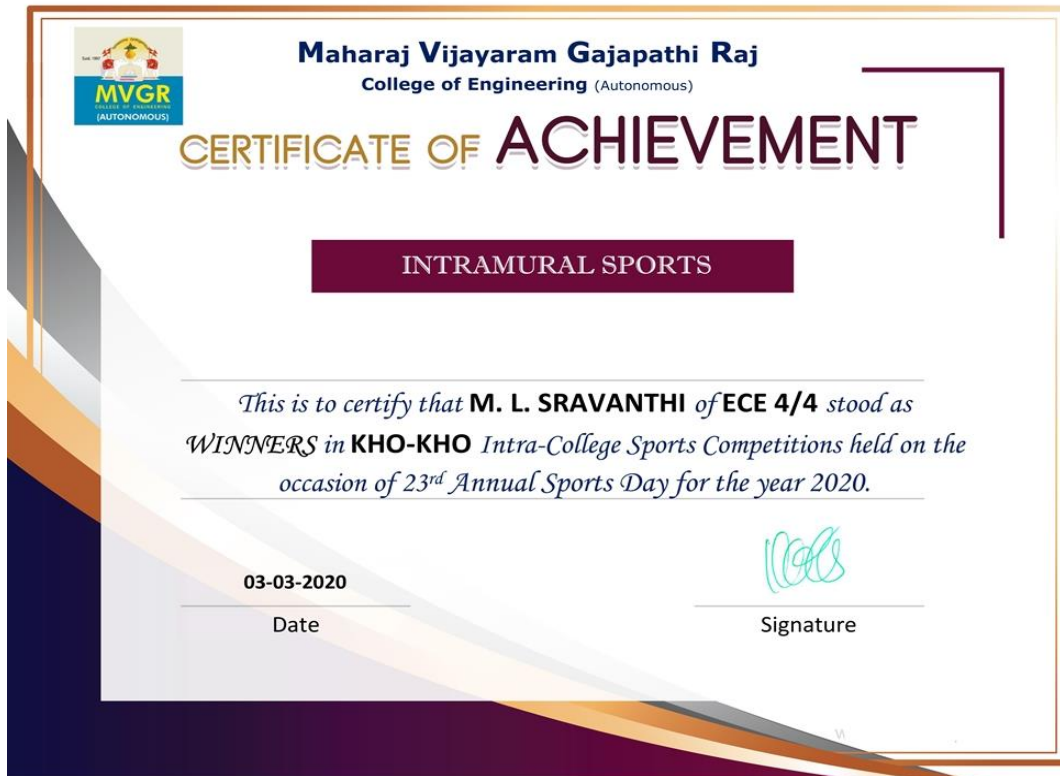 Maharaj Vijayaram Gajapathi Raj
College of Engineering (Autonomous)
MVGR
COLLEGE OF ENGINEERING
(AUTONOMOUS)
CERTIFICATE OF ACHIEVEMENT
INTRAMURAL SPORTS
This is to certify that M. L. SRAVANTHI of ECE 4/4 stood as
WINNERS in KHO-KHO Intra-College Sports Competitions held on the
occasion of 23rd Annual Sports Day for the year 2020.
03-03-2020
Date
Signature